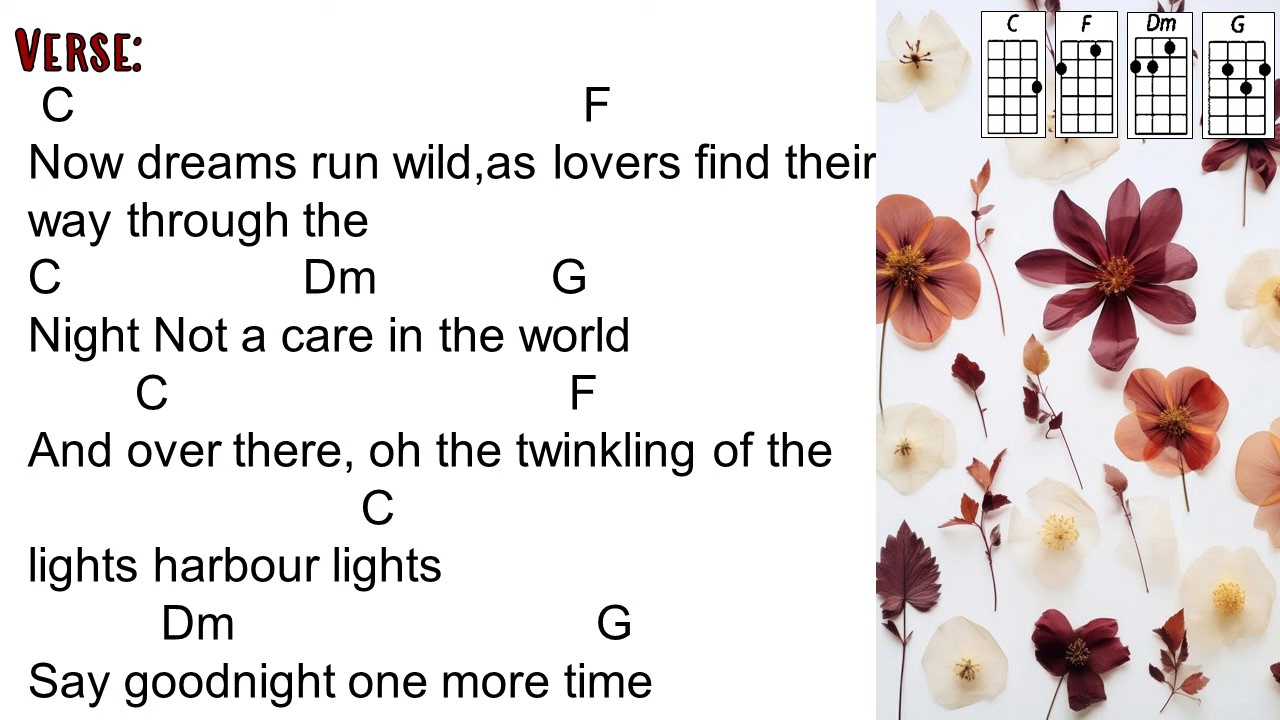 VERSE:
C F Dm G
C F
Now dreams run wild,as lovers find their
way through the
C Dm G
Night Not a care in the world
C F
And over there, oh the twinkling of the
C
lights harbour lights
Dm G
Say goodnight one more time